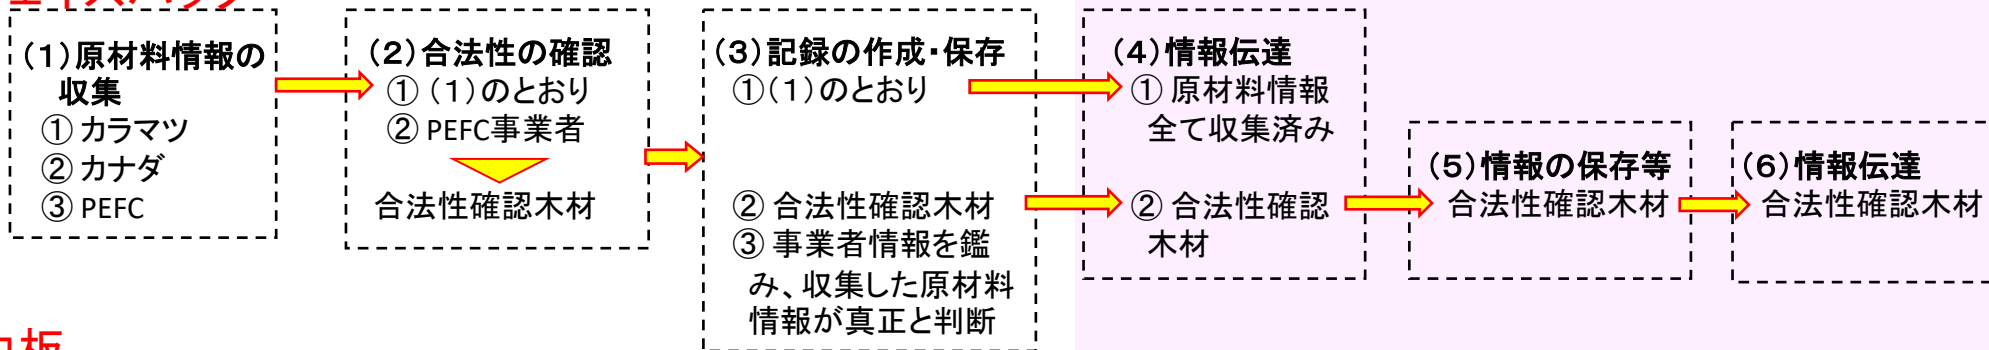 (1)原材料情報の
収集
① カラマツ
② カナダ
③ PEFC
(2)合法性の確認
① (1)のとおり
② PEFC事業者
合法性確認木材
(3)記録の作成・保存
①(1)のとおり
② 合法性確認木材
③ 事業者情報を鑑
み、収集した原材料
情報が真正と判断
(4)情報伝達
① 原材料情報
全て収集済み
② 合法性確認
木材
(5)情報の保存等
合法性確認木材
(6)情報伝達
合法性確認木材